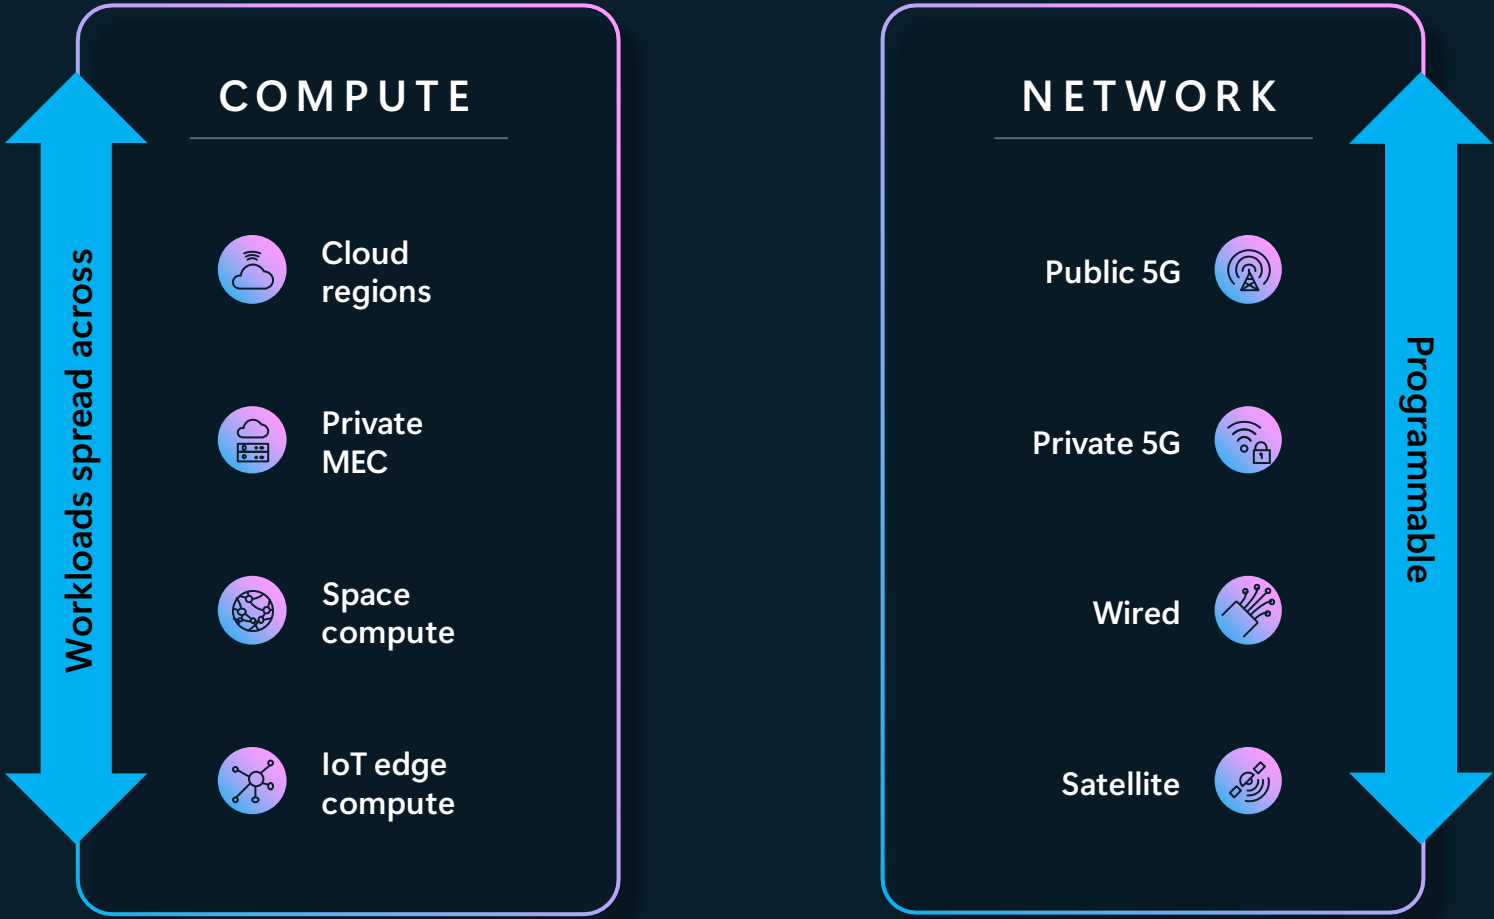 COMPUTE
Workloads spread across
Cloud
regions
Private
MEC
Space
compute
IoT edge
compute
NETWORK
Public 5G
Private 5G
Wired
Satellite
Programmable